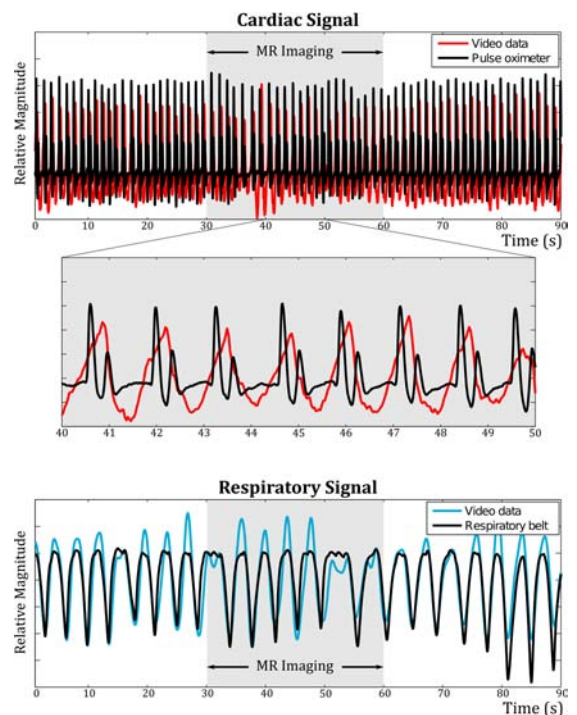 Cardiac Signal
MR Imaging
Video data
Pulse oximeter
Relative Magnitude
0 10 20 30 40 50 60 70 80 90
Time (s)
40 41 42 43 44 45 46 47 48 49 50
Respiratory Signal
Video data
Respiratory belt
Relative Magnitude
MR Imaging
0 10 20 30 40 50 60 70 80 90
Time (s)